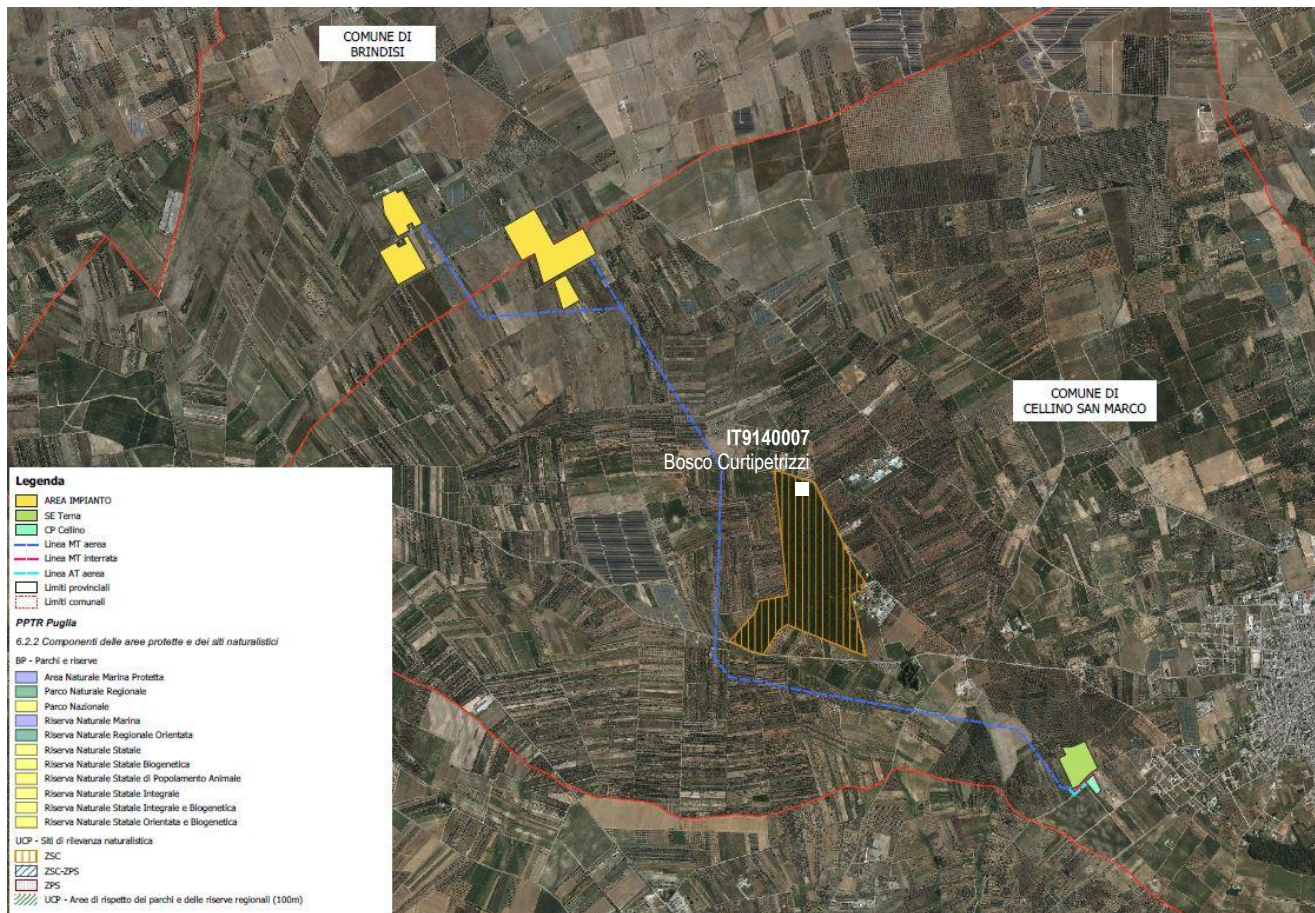 COMUNE DI
BRINDISI
COMUNE DI
CELLINO SAN MARCO
IT9140007
Bosco Curtipetrizzi
Legenda
AREA IMPIANTO
SE Terna
CP Cellino
Linea MT aerea
Linea MT interrata
Linea AT aerea
Limiti provinciali
Limiti comunali
PPTR Puglia
6.2.2 Componenti delle aree protette e dei siti naturalistici
BP - Parchi e riserve
Area Naturale Marina Protetta
Parco Naturale Regionale
Parco Nazionale
Riserva Naturale Marina
Riserva Naturale Regionale Orientata
Riserva Naturale Statale
Riserva Naturale Statale Biogenetica
Riserva Naturale Statale di Popolamento Animale
Riserva Naturale Statale Integrale
Riserva Naturale Statale Integrale e Biogenetica
Riserva Naturale Statale Orientata e Biogenetica
UCP - Siti di rilevanza naturalistica
ZSC
ZSC-ZPS
ZPS
UCP - Aree di rispetto dei parchi e delle riserve regionali (100m)